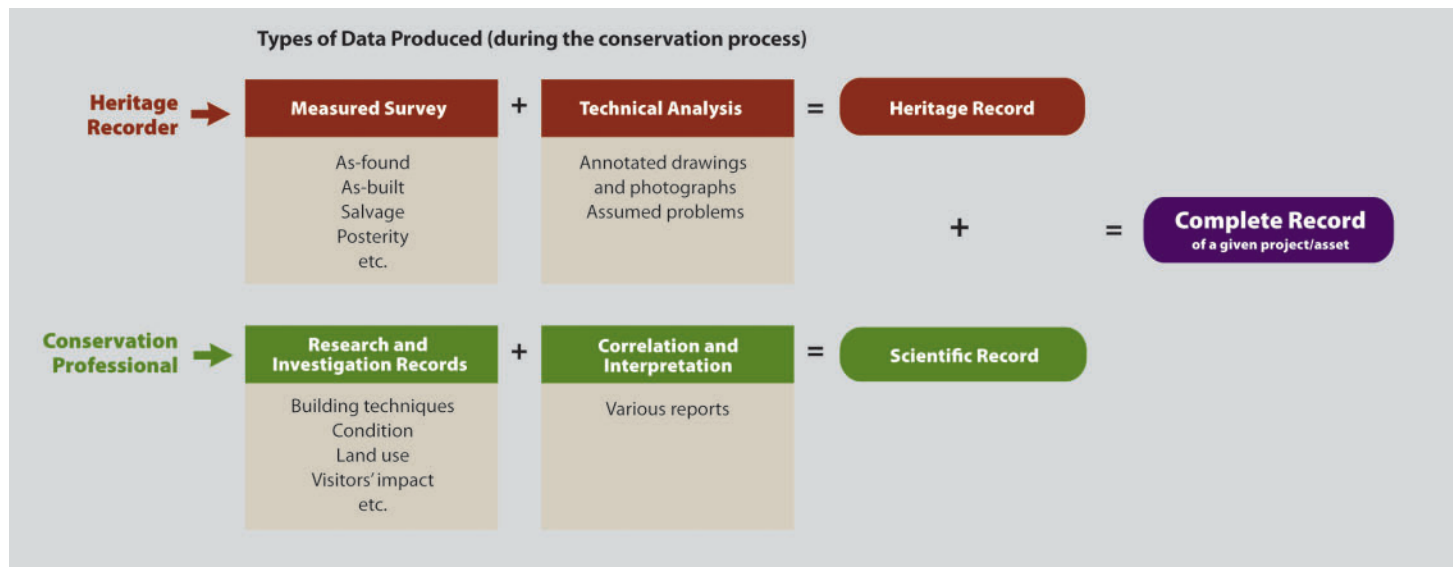 Types of Data Produced (during the conservation process)
Heritage
Recorder
Measured Survey
+
Technical Analysis
=
Heritage Record
As-found
As-built
Salvage
Posterity
etc.
Annotated drawings
and photographs
Assumed problems
+
=
Complete Record
of a given project/asset
Conservation
Professional
Research and
Investigation Records
+
Correlation and
Interpretation
=
Scientific Record
Building techniques
Condition
Land use
Visitors' impact
etc.
Various reports